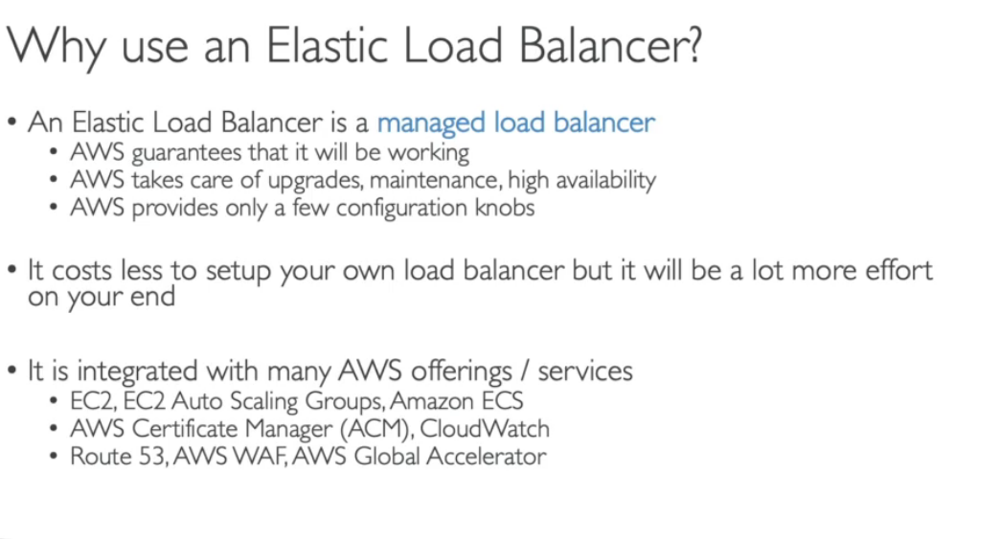 Why use an Elastic Load Balancer?
• An Elastic Load Balancer is a managed load balancer
• AWS guarantees that it will be working
• AWS takes care of upgrades, maintenance, high availability
• AWS provides only a few configuration knobs
• It costs less to setup your own load balancer but it will be a lot more effort
on your end
• It is integrated with many AWS offerings / services
• EC2, EC2 Auto Scaling Groups, Amazon ECS
• AWS Certificate Manager (ACM), CloudWatch
• Route 53, AWS WAF, AWS Global Accelerator